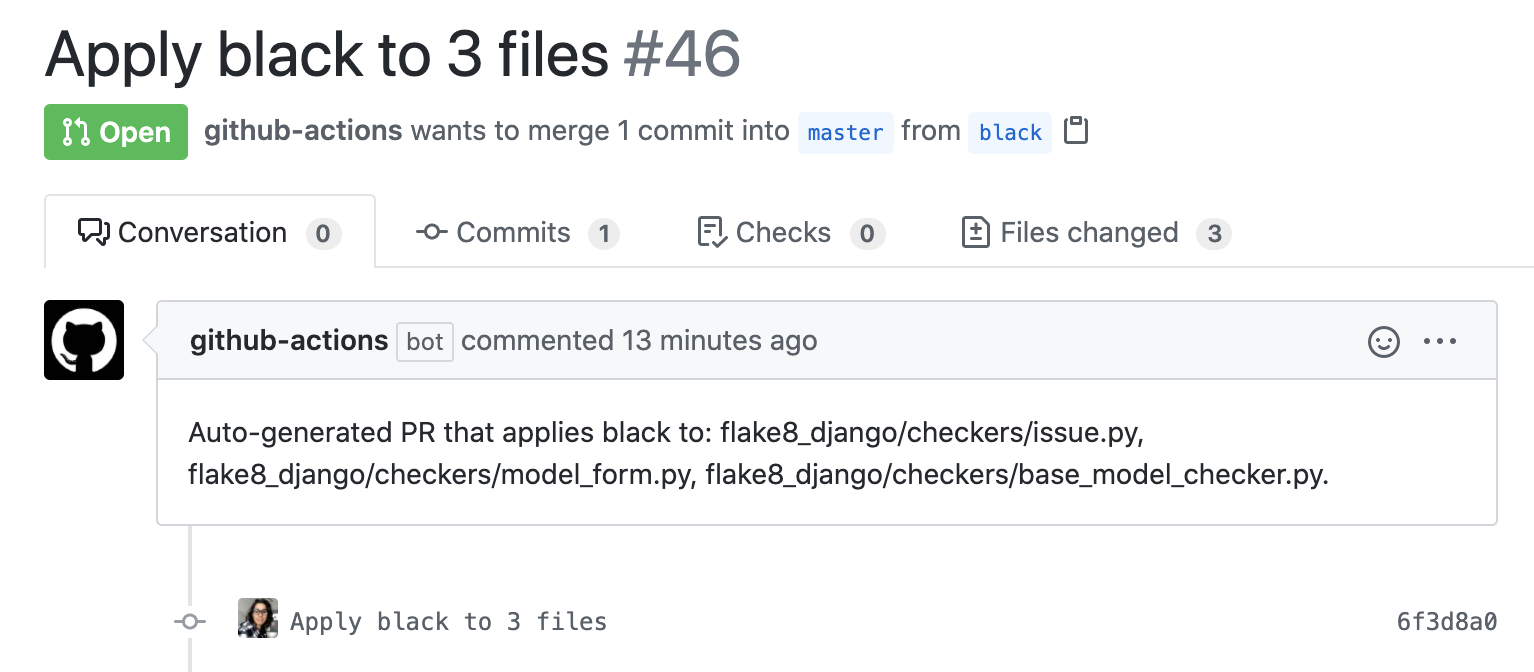 Apply black to 3 files #46
Open github-actions wants to merge 1 commit into master from black
Conversation 0 Commits 1 Checks 0 Files changed 3
github-actions bot commented 13 minutes ago
Auto-generated PR that applies black to: flake8_django/checkers/issue.py,
flake8_django/checkers/model_form.py, flake8_django/checkers/base_model_checker.py.
Apply black to 3 files 6f3d8a0